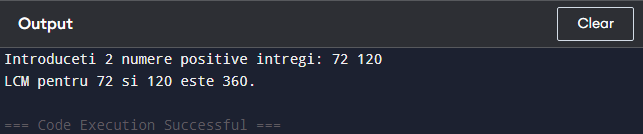 Output
Clear
Introduceti 2 numere positive intregi: 72 120
LCM pentru 72 si 120 este 360.
=== Code Execution Successful ===